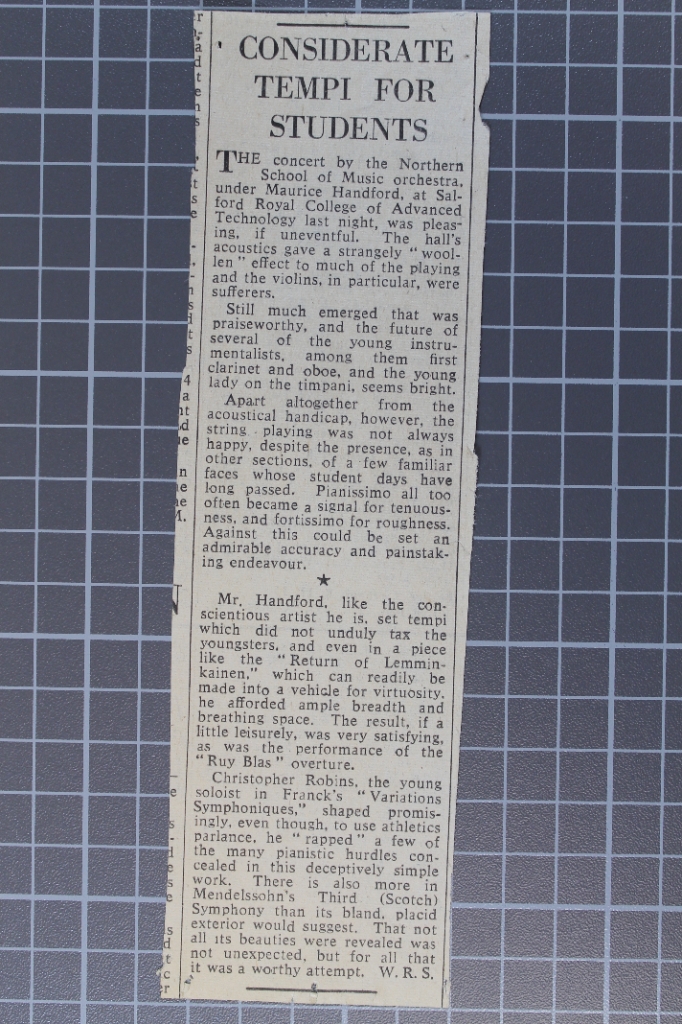 CONSIDERATE
TEMPI FOR
STUDENTS
THE concert by the Northern
School of Music orchestra,
under Maurice Handford, at Sal-
ford Royal College of Advanced
Technology last night, was pleas-
ing, if uneventful. The hall's
acoustics gave a strangely "wool-
len" effect to much of the playing
and the violins, in particular, were
sufferers.
Still much emerged that was
praiseworthy, and the future of
several of the young instru-
mentalists, among them first
clarinet and oboe, and the young
lady on the timpani, seems bright.
Apart altogether from the
acoustical handicap, however, the
string playing was not always
happy, despite the presence, as in
other sections, of a few familiar
faces whose student days have
long passed. Pianissimo all too
often became a signal for tenuous-
ness, and fortissimo for roughness.
Against this could be set an
admirable accuracy and painstak-
ing endeavour.
★
Mr. Handford, like the con-
scientious artist he is, set tempi
which did not unduly tax the
youngsters, and even in a piece
like the "Return of Lemmin-
kainen," which can readily be
made into a vehicle for virtuosity,
he afforded ample breadth and
breathing space. The result, if a
little leisurely, was very satisfying,
as was the performance of the
"Ruy Blas" overture.
Christopher Robins, the young
soloist in Franck's "Variations
Symphoniques," shaped promis-
ingly, even though, to use athletics
parlance, he "rapped" a few of
the many pianistic hurdles con-
cealed in this deceptively simple
work. There is also more in
Mendelssohn's Third (Scotch)
Symphony than its bland, placid
exterior would suggest. That not
all its beauties were revealed was
not unexpected, but for all that
it was a worthy attempt. W. R. S.